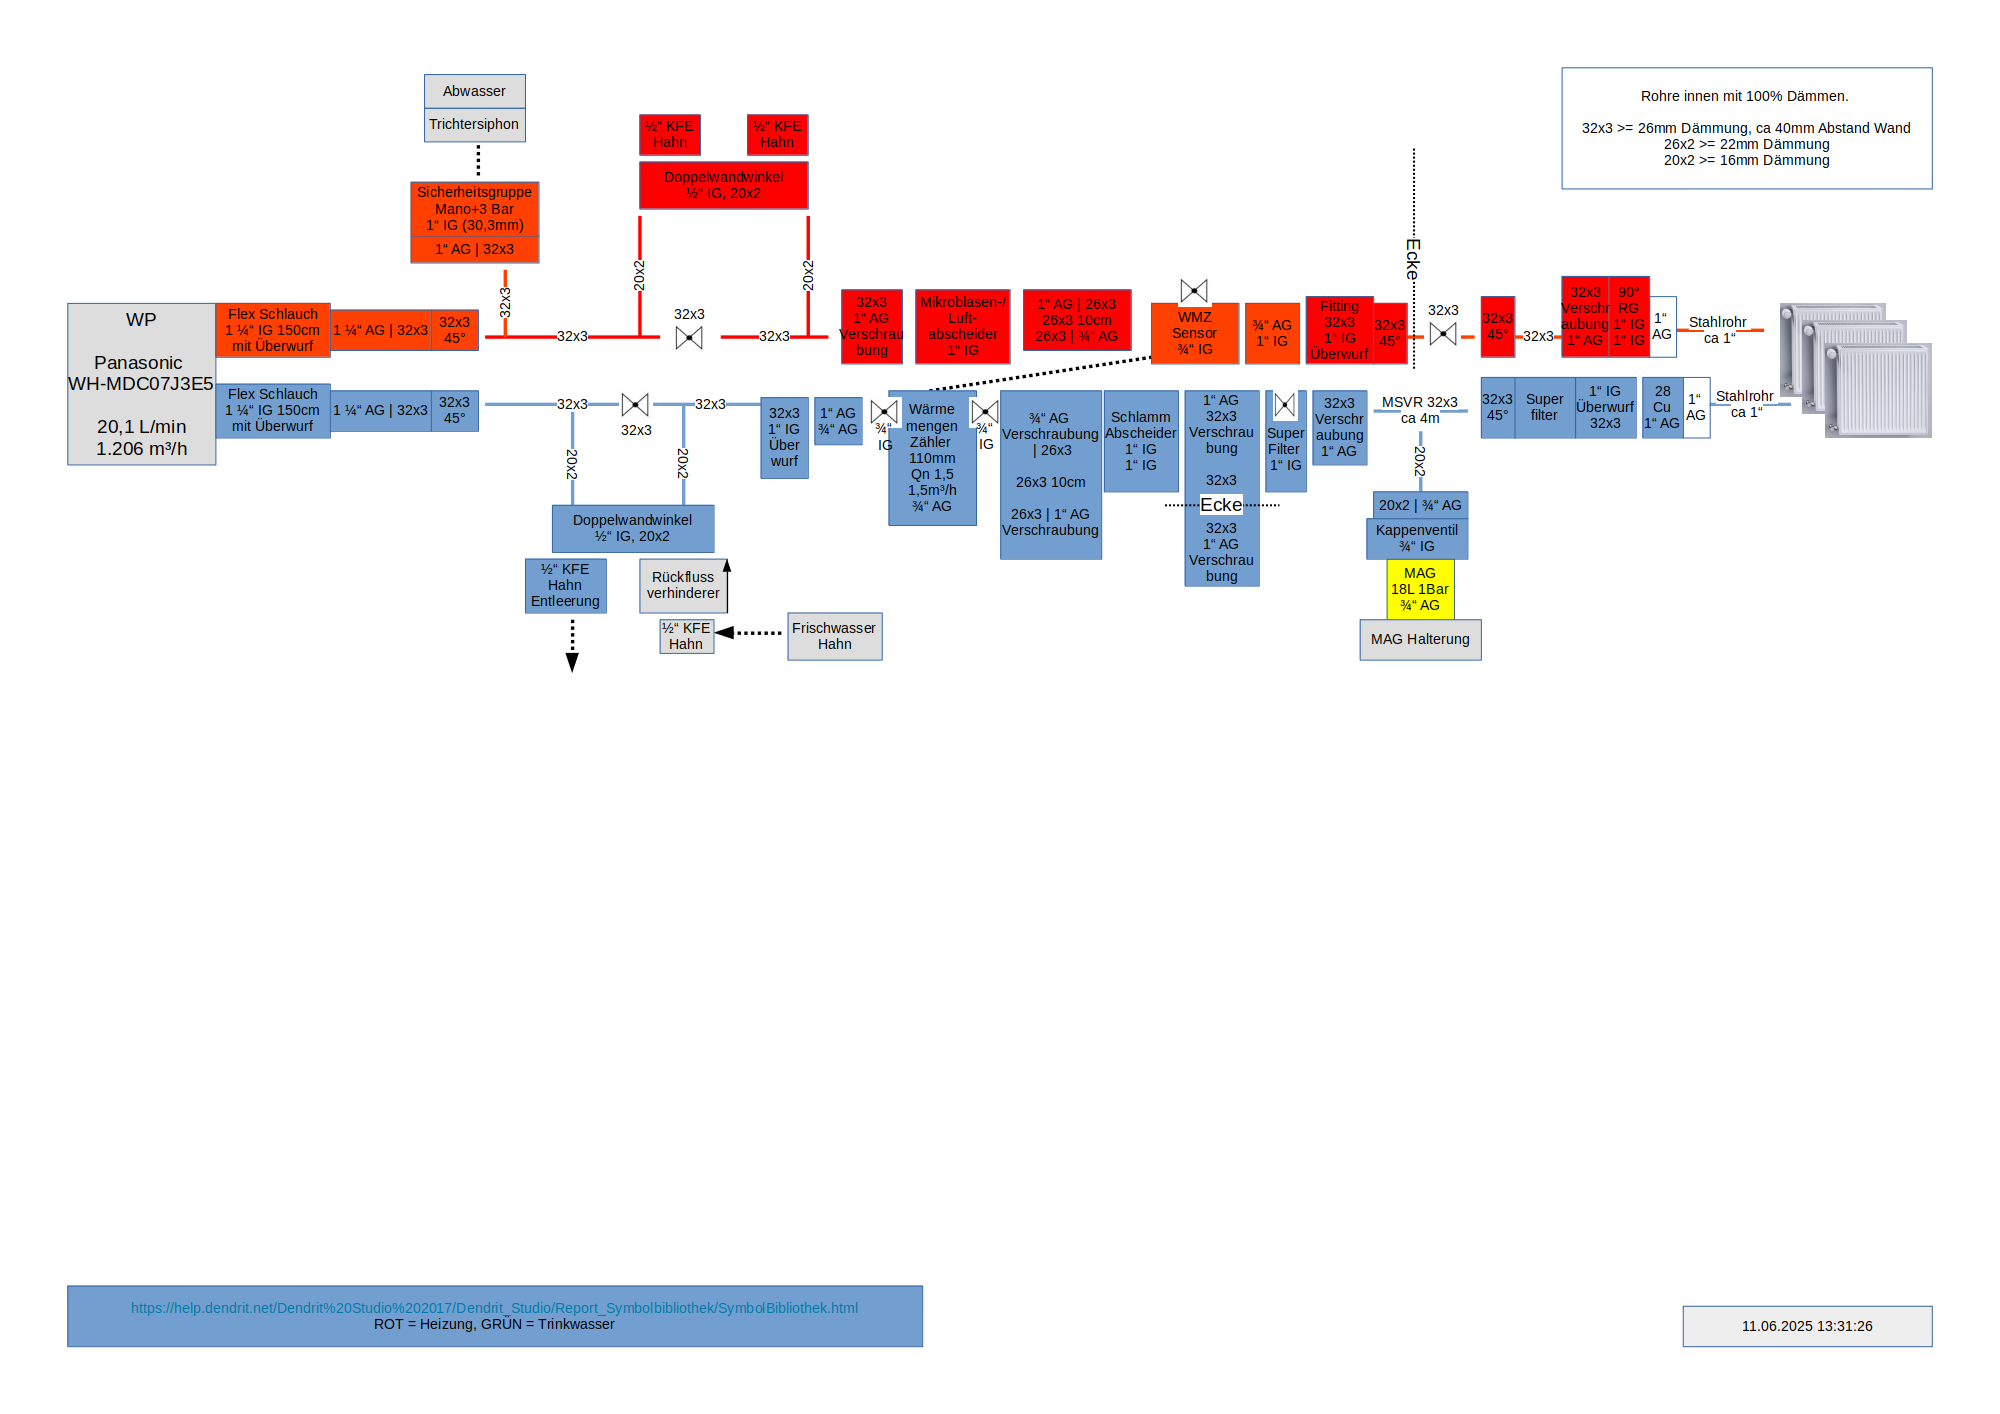 Abwasser
Trichtersiphon
Sicherheitsgruppe
Mano+3 Bar
1“ IG (30,3mm)
1“ AG | 32x3
32x3
½“ KFE
Hahn
½“ KFE
Hahn
Doppelwandwinkel
½“ IG, 20x2
20x2
20x2
Rohre innen mit 100% Dämmen.
32x3 >= 26mm Dämmung, ca 40mm Abstand Wand
26x2 >= 22mm Dämmung
20x2 >= 16mm Dämmung
WP
Panasonic
WH-MDC07J3E5
20,1 L/min
1.206 m³/h
Flex Schlauch
1 ¼“ IG 150cm
mit Überwurf
1 ¼“ AG | 32x3
32x3
45°
32x3
32x3
32x3
32x3
1“ AG
Verschrau
bung
Mikroblasen-/
Luft-
abscheider
1“ IG
1“ AG | 26x3
26x3 10cm
26x3 | ¾“ AG
WMZ
Sensor
¾“ IG
¾“ AG
1“ IG
Fitting
32x3
1“ IG
Überwurf
32x3
45°
Ecke
32x3
32x3
45°
32x3
32x3
Verschr
aubung
1“ AG
90°
RG
1“ IG
1“ IG
1“
AG
Stahlrohr
ca 1“
Flex Schlauch
1 ¼“ IG 150cm
mit Überwurf
1 ¼“ AG | 32x3
32x3
45°
32x3
32x3
32x3
20x2
20x2
32x3
1“ IG
Über
wurf
1“ AG
¾“ AG
¾“
IG
Wärme
mengen
Zähler
110mm
Qn 1,5
1,5m³/h
¾“ AG
¾“
IG
¾“ AG
Verschraubung
| 26x3
26x3 10cm
26x3 | 1“ AG
Verschraubung
Schlamm
Abscheider
1“ IG
1“ IG
1“ AG
32x3
Verschrau
bung
32x3
Ecke
32x3
1“ AG
Verschrau
bung
Super
Filter
1“ IG
32x3
Verschr
aubung
1“ AG
MSVR 32x3
ca 4m
20x2
32x3
45°
Super
filter
1“ IG
Überwurf
32x3
28
Cu
1“ AG
1“
AG
Stahlrohr
ca 1“
Doppelwandwinkel
½“ IG, 20x2
½“ KFE
Hahn
Entleerung
Rückfluss
verhinderer
½“ KFE
Hahn
Frischwasser
Hahn
20x2 | ¾“ AG
Kappenventil
¾“ IG
MAG
18L 1Bar
¾“ AG
MAG Halterung
https://help.dendrit.net/Dendrit%20Studio%202017/Dendrit_Studio/Report_Symbolbibliothek/SymbolBibliothek.html
ROT = Heizung, GRÜN = Trinkwasser
11.06.2025 13:31:26